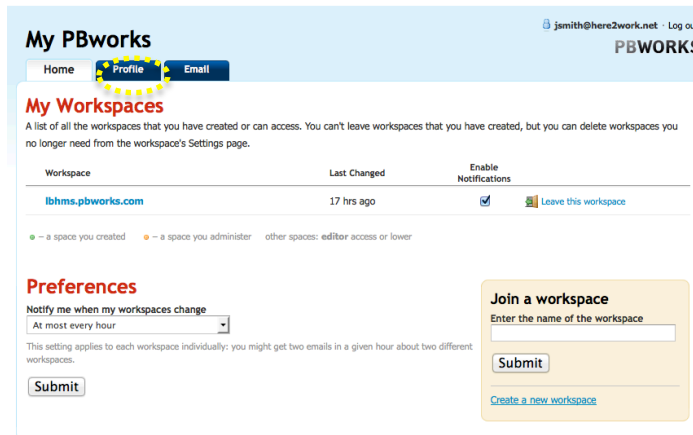 jsmith@here2work.net · Log ou
My PBworks
PBWORKS
Home Profile Email
My Workspaces
A list of all the workspaces that you have created or can access. You can't leave workspaces that you have created, but you can delete workspaces you
no longer need from the workspace's Settings page.
Workspace Last Changed Enable
Notifications
lbhms.pbworks.com 17 hrs ago Leave this workspace
– a space you created – a space you administer other spaces: editor access or lower
Preferences
Notify me when my workspaces change
At most every hour
This setting applies to each workspace individually: you might get two emails in a given hour about two different
workspaces.
Submit
Join a workspace
Enter the name of the workspace
Submit
Create a new workspace